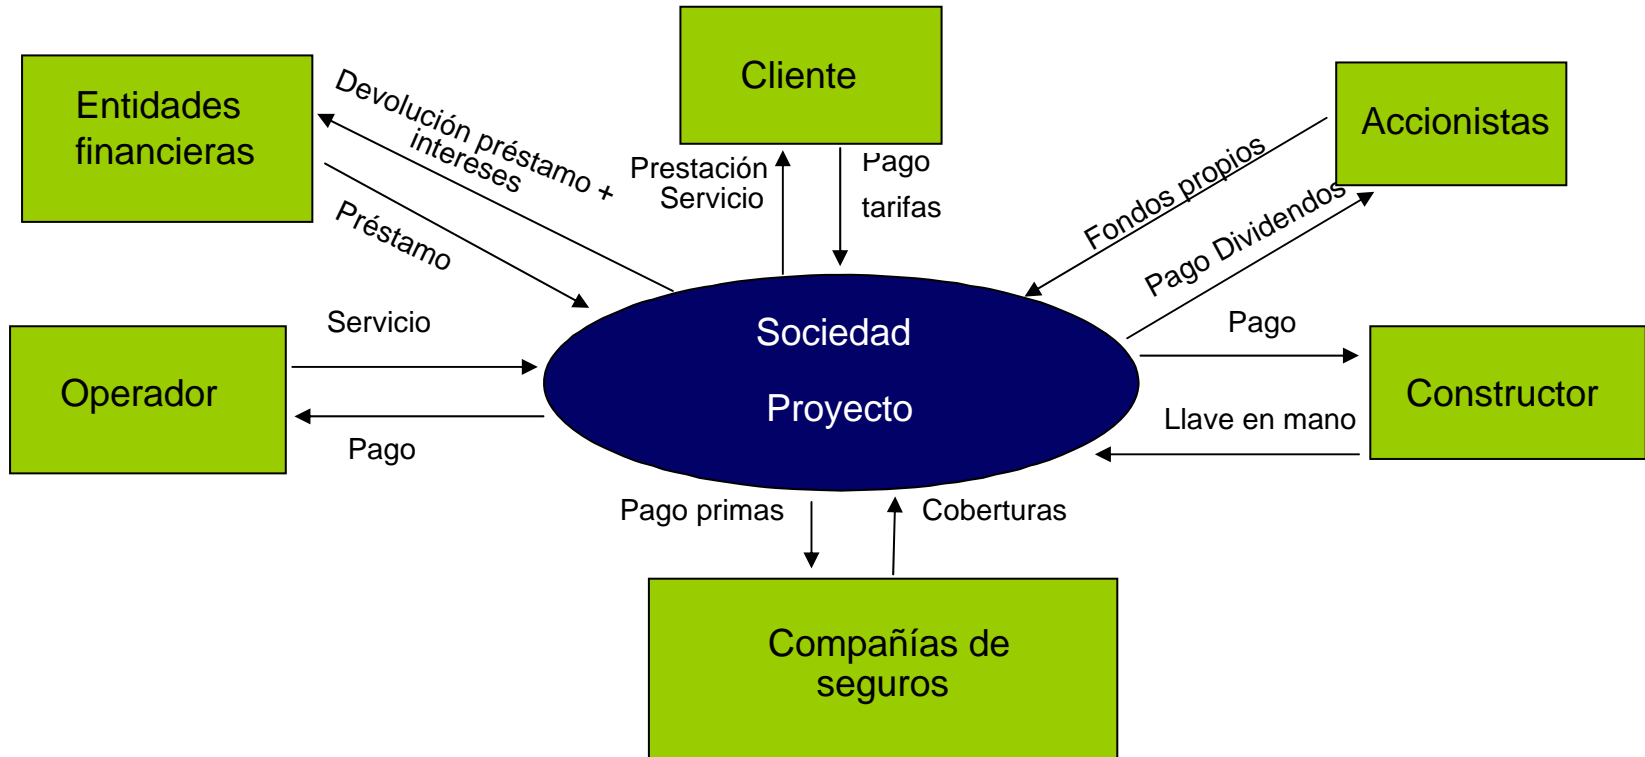 Cliente
Entidades
financieras
Accionistas
Devolución préstamo +
intereses
Prestación
Servicio
Pago
tarifas
Fondos propios
Pago Dividendos
Préstamo
Servicio
Operador
Pago
Sociedad
Proyecto
Pago
Constructor
Llave en mano
Pago primas
Coberturas
Compañías de
seguros